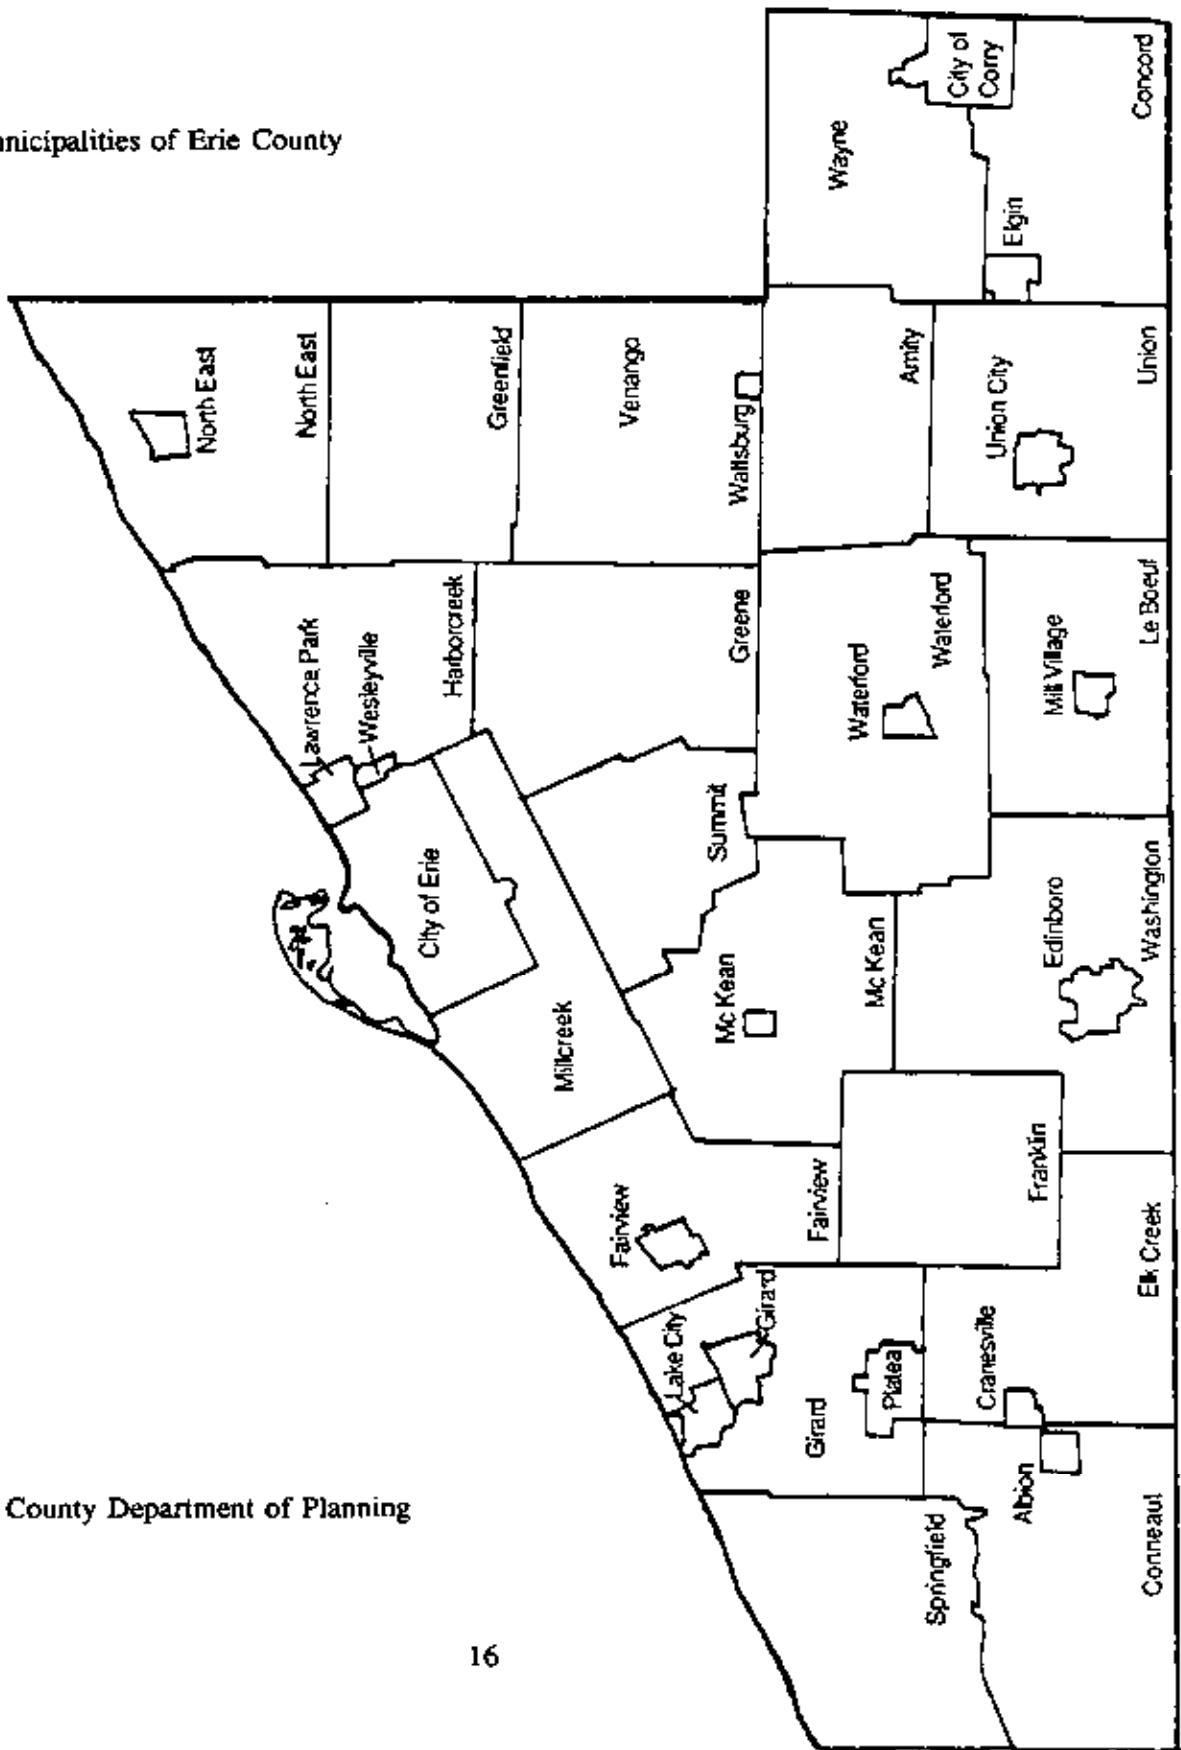 nnicipalities of Erie County
City of
Corry
Concord
Wayne
Elgin
North East
North East
Greenfield
Venango
Wattsburg
Amity
Union City
Union
Lawrence Park
Wesleyville
Harborcreek
Greene
Waterford
Waterford
Mill Village
Le Boeuf
City of Erie
Summit
Mc Kean
Mc Kean
Edinboro
Washington
Millcreek
Fairview
Fairview
Frankin
Elk Creek
Lake City
Girard
Girard
Platea
Cranesville
Albion
Springfield
Conneaut
County Department of Planning
16